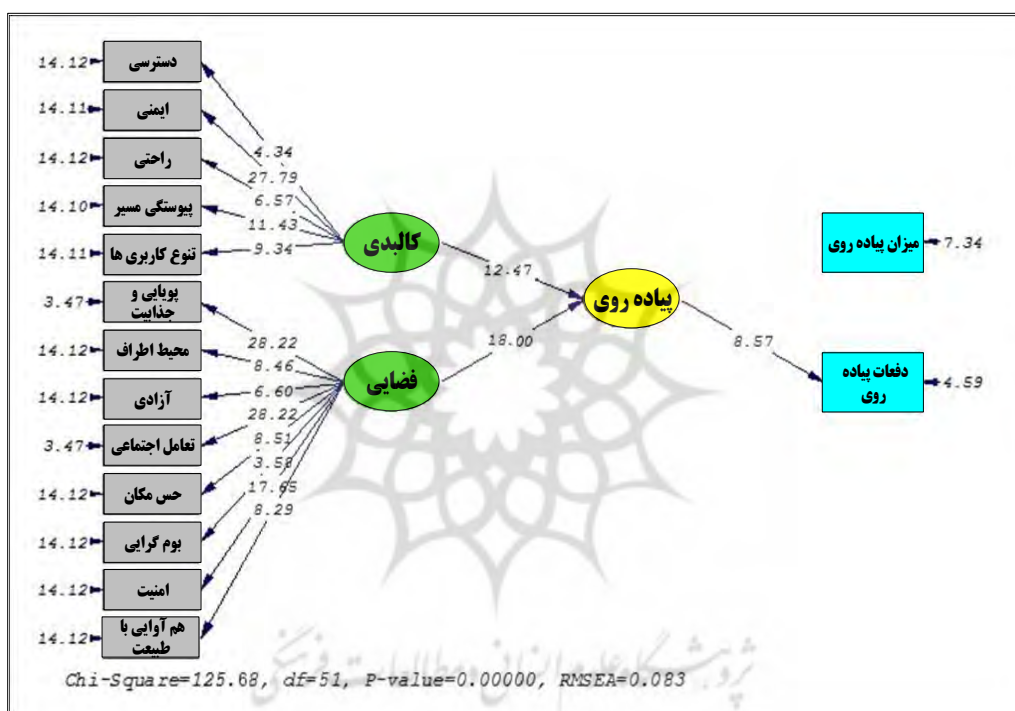 14.12
دسترسی
14.11
ایمنی
14.12
راحتی
14.10
پیوستگی مسیر
14.11
تنوع کاربری ها
3.47
پویایی و
جذابیت
14.12
محیط اطراف
14.12
آزادی
3.47
تعامل اجتماعی
14.12
حس مکان
14.12
بوم گرایی
14.12
امنیت
14.12
هم آوایی با
طبیعت
4.34
27.79
6.57
11.43
9.34
28.22
8.46
6.60
28.22
8.51
3.58
17.65
8.29
کالبدی
فضایی
12.47
18.00
پیاده روی
8.57
میزان پیاده روی
7.34
دفعات پیاده
روی
4.59
پژوهشگاه علوم انسانی و مطالعات فرهنگی
Chi-Square=125.68, df=51, P-value=0.00000, RMSEA=0.083